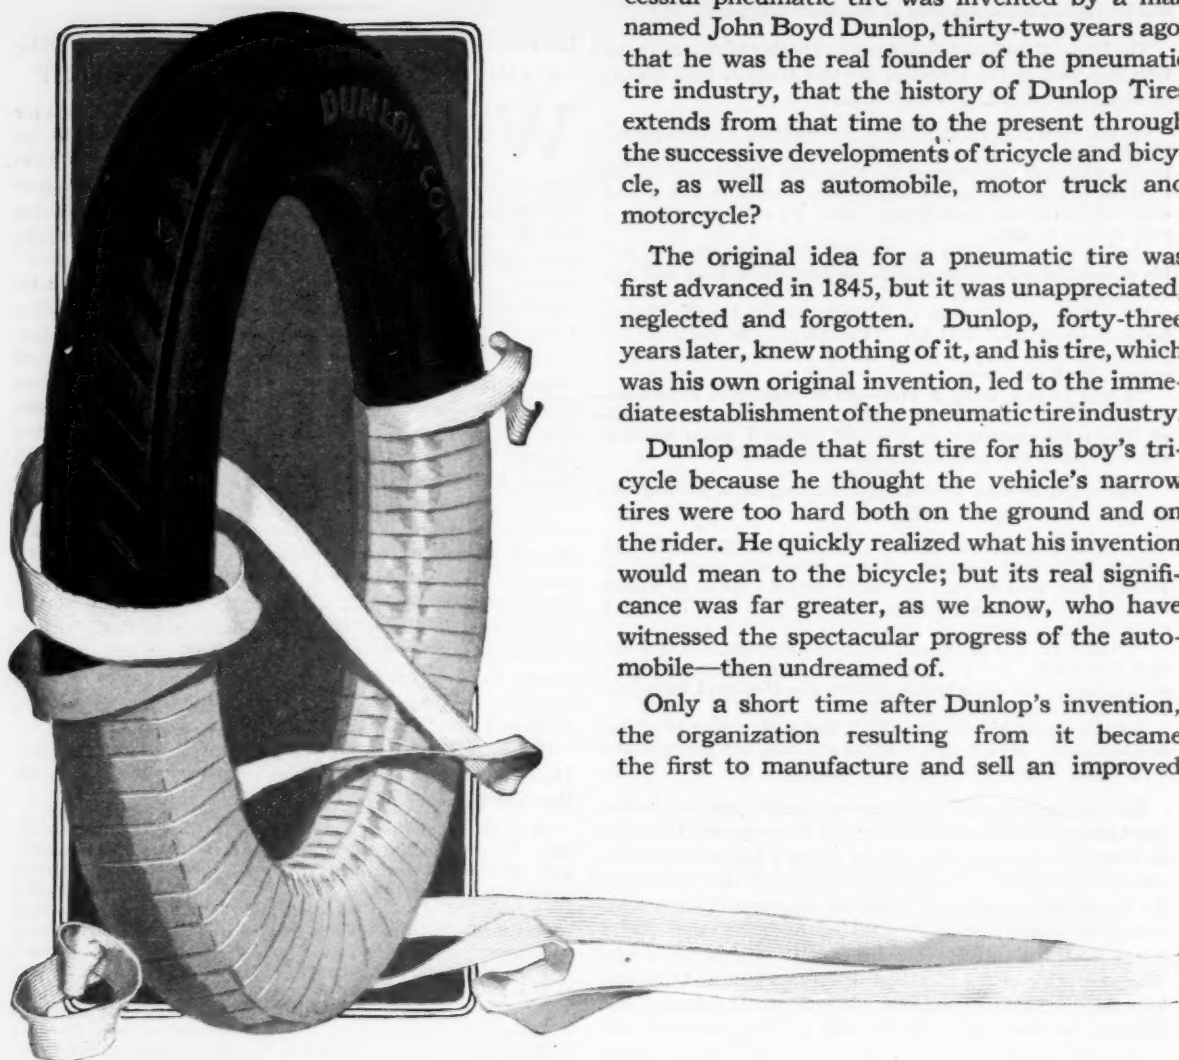 DUNLOP COR
cessful pneumatic tire was invented by a ma
named John Boyd Dunlop, thirty-two years ago
that he was the real founder of the pneumatic
tire industry, that the history of Dunlop Tires
extends from that time to the present through
the successive developments of tricycle and bicy-
cle, as well as automobile, motor truck and
motorcycle?
The original idea for a pneumatic tire was
first advanced in 1845, but it was unappreciated,
neglected and forgotten. Dunlop, forty-three
years later, knew nothing of it, and his tire, which
was his own original invention, led to the imme-
diate establishment of the pneumatic tire industry.
Dunlop made that first tire for his boy's tri-
cycle because he thought the vehicle's narrow
tires were too hard both on the ground and on
the rider. He quickly realized what his invention
would mean to the bicycle; but its real signifi-
cance was far greater, as we know, who have
witnessed the spectacular progress of the auto-
mobile—then undreamed of.
Only a short time after Dunlop's invention,
the organization resulting from it became
the first to manufacture and sell an improved